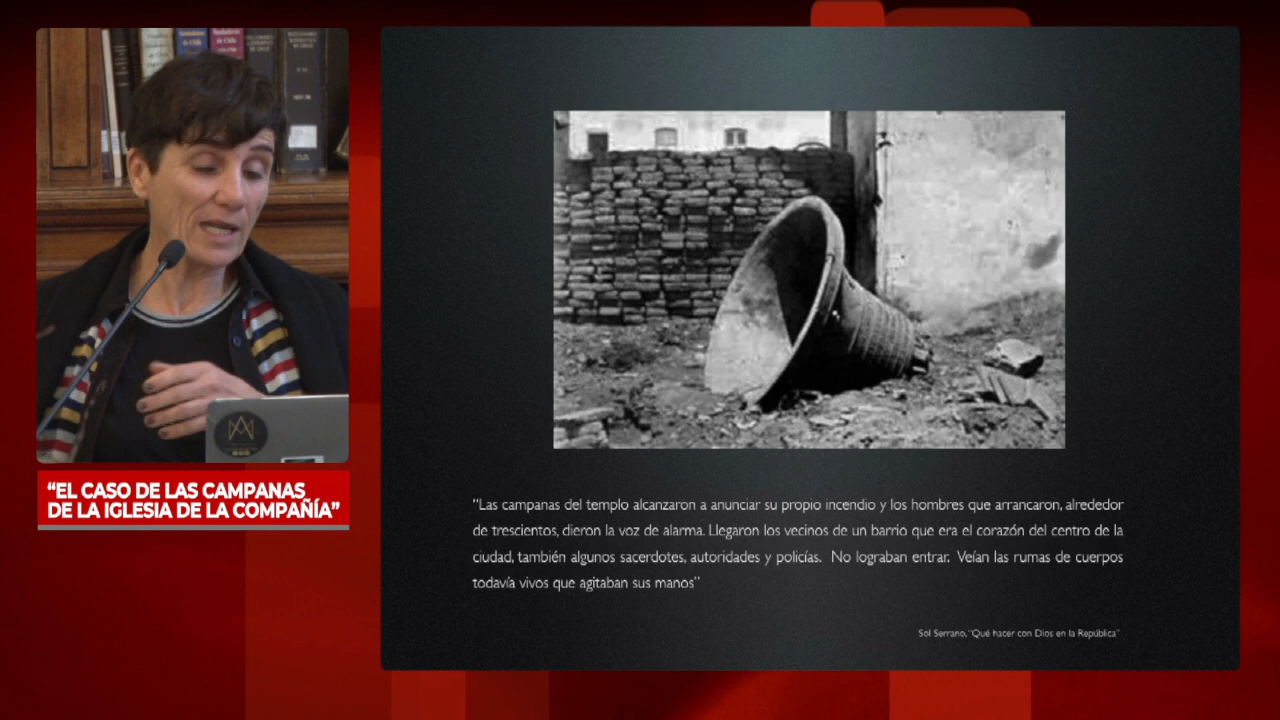 “EL CASO DE LAS CAMPANAS
DE LA IGLESIA DE LA COMPAÑÍA”
“Las campanas del templo alcanzaron a anunciar su propio incendio y los hombres que arrancaron, alrededor
de trescientos, dieron la voz de alarma. Llegaron los vecinos de un barrio que era el corazón del centro de la
ciudad, también algunos sacerdotes, autoridades y policías.  No lograban entrar.  Veían las rumas de cuerpos
todavía vivos que agitaban sus manos”
Sol Serrano, “Qué hacer con Dios en la República”